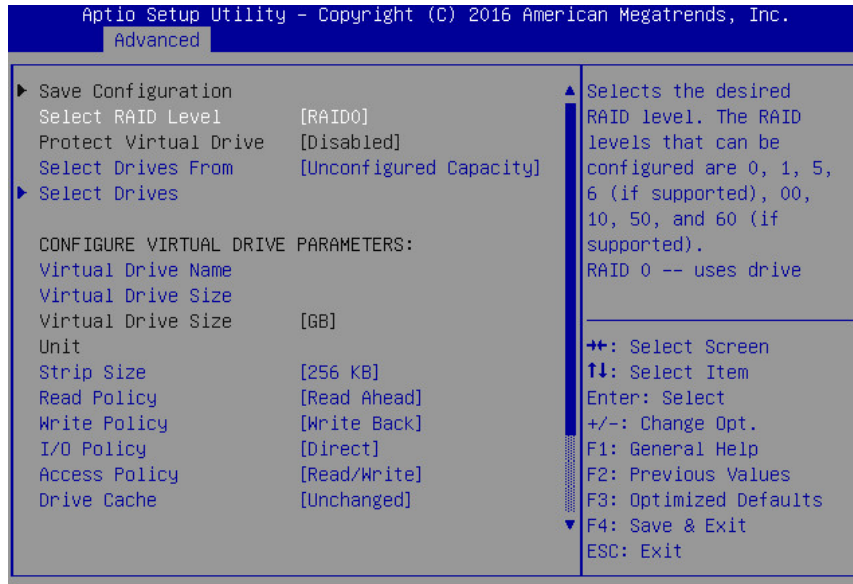 Aptio Setup Utility – Copyright (C) 2016 American Megatrends, Inc.
Advanced
Save Configuration
Select RAID Level [RAID0]
Protect Virtual Drive [Disabled]
Select Drives From [Unconfigured Capacity]
Select Drives
CONFIGURE VIRTUAL DRIVE PARAMETERS:
Virtual Drive Name
Virtual Drive Size
Virtual Drive Size [GB]
Unit
Strip Size [256 KB]
Read Policy [Read Ahead]
Write Policy [Write Back]
I/O Policy [Direct]
Access Policy [Read/Write]
Drive Cache [Unchanged]
Selects the desired
RAID level. The RAID
levels that can be
configured are 0, 1, 5,
6 (if supported), 00,
10, 50, and 60 (if
supported).
RAID 0 -- uses drive
→←: Select Screen
↑↓: Select Item
Enter: Select
+/-: Change Opt.
F1: General Help
F2: Previous Values
F3: Optimized Defaults
F4: Save & Exit
ESC: Exit